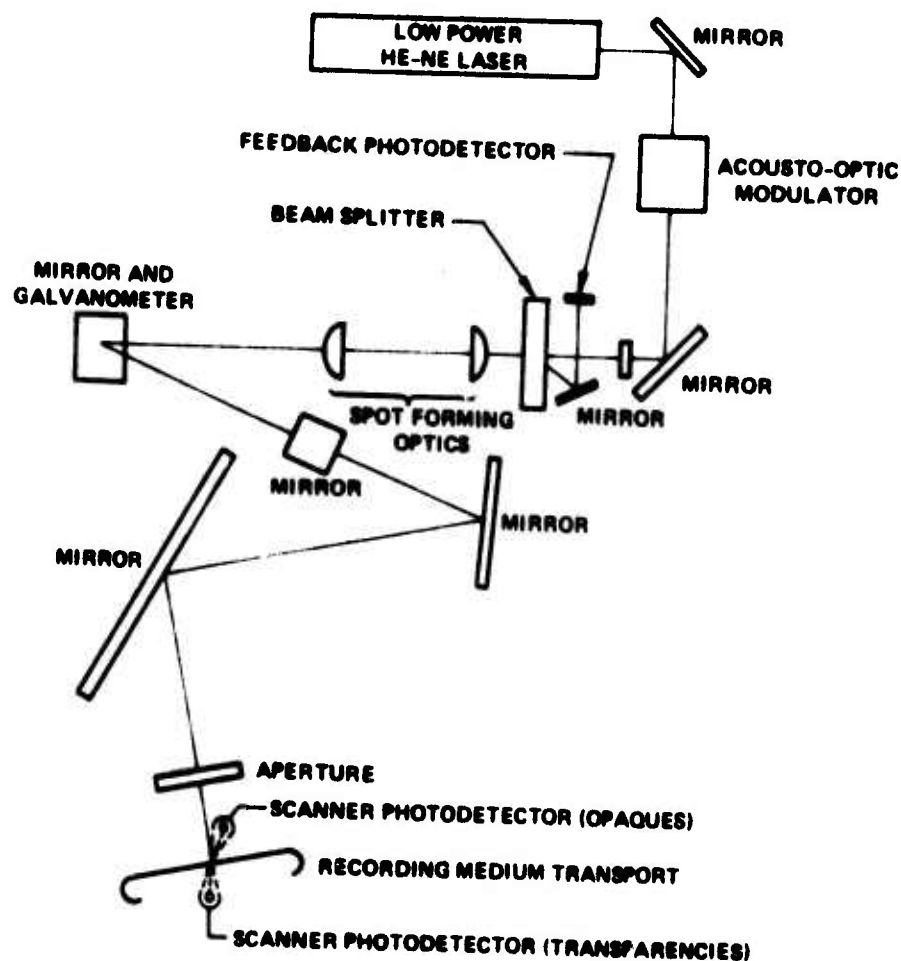 LOW POWER
HE-NE LASER
MIRROR
FEEDBACK PHOTODETECTOR
ACOUSTO-OPTIC
MODULATOR
BEAM SPLITTER
MIRROR AND
GALVANOMETER
MIRROR
MIRROR
SPOT FORMING
OPTICS
MIRROR
MIRROR
MIRROR
APERTURE
SCANNER PHOTODETECTOR (OPAQUES)
RECORDING MEDIUM TRANSPORT
SCANNER PHOTODETECTOR (TRANSPARENCIES)